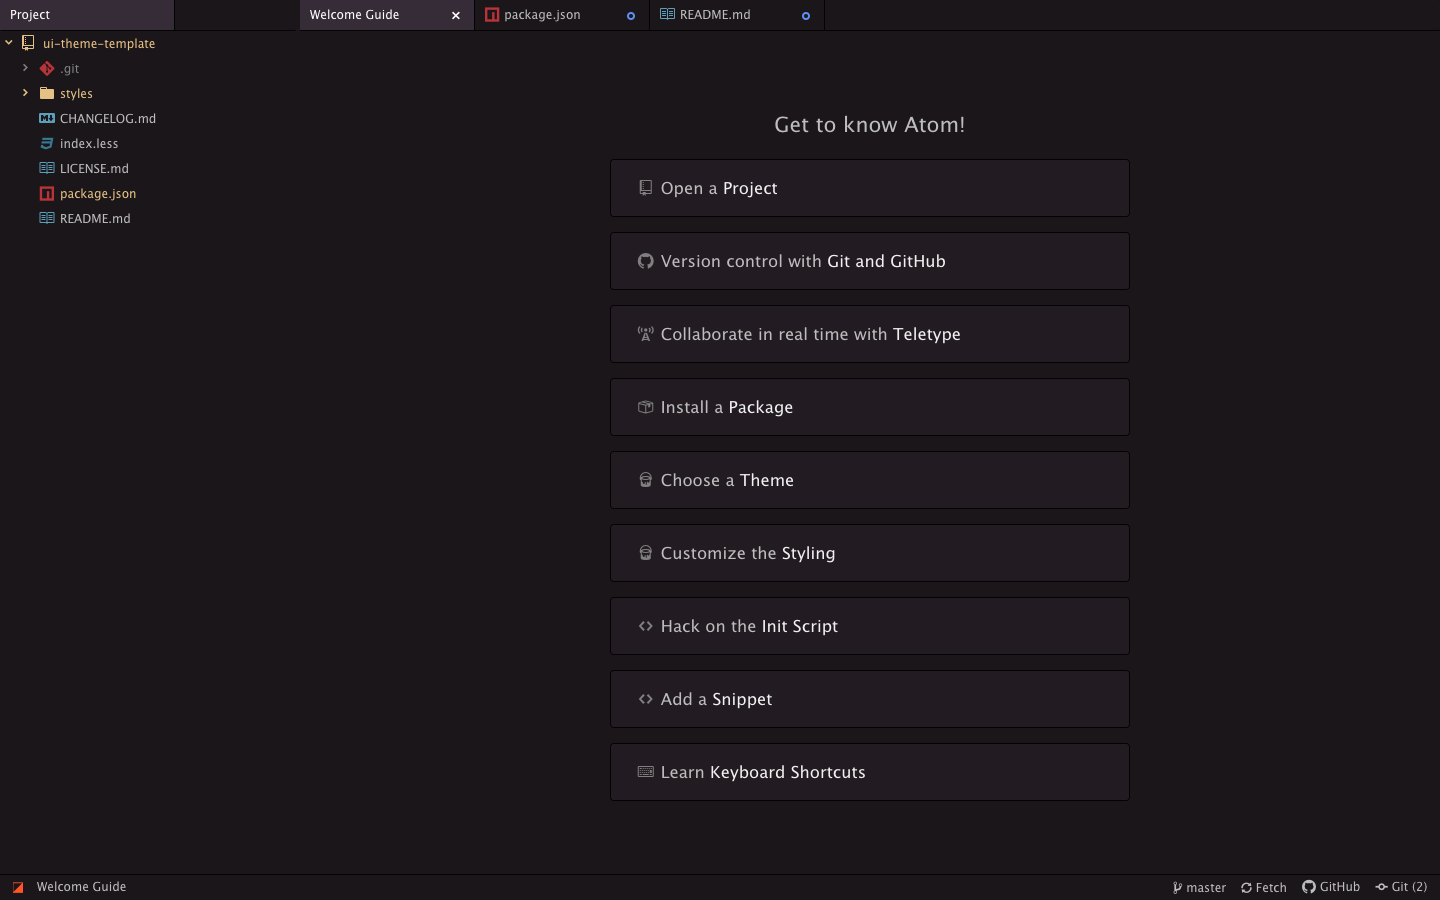 Project
Welcome Guide
package.json
README.md
ui-theme-template
.git
styles
CHANGELOG.md
index.less
LICENSE.md
package.json
README.md
Get to know Atom!
Open a Project
Version control with Git and GitHub
Collaborate in real time with Teletype
Install a Package
Choose a Theme
Customize the Styling
Hack on the Init Script
Add a Snippet
Learn Keyboard Shortcuts
Welcome Guide
master
Fetch
GitHub
Git (2)